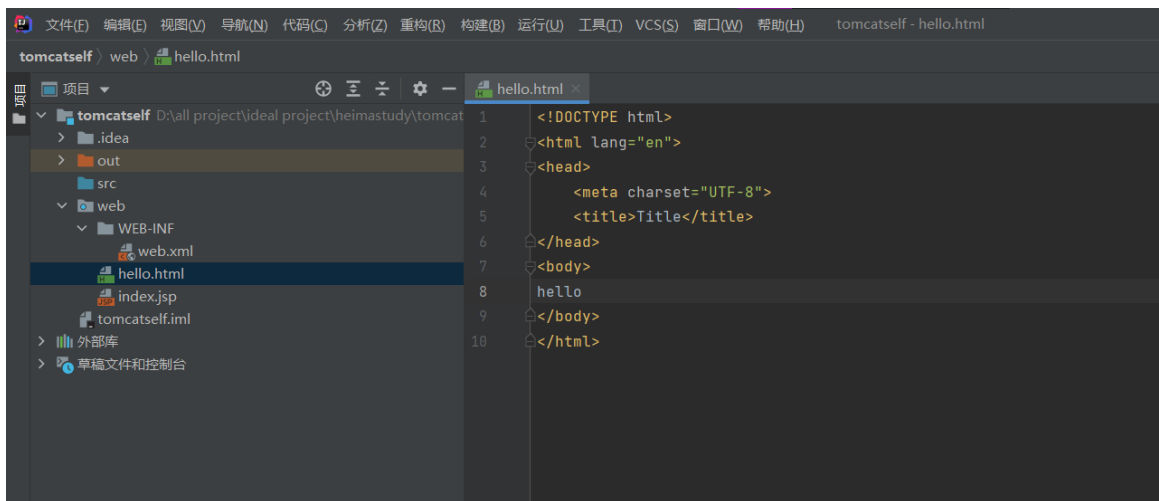 文件(F) 编辑(E) 视图(V) 导航(N) 代码(C) 分析(Z) 重构(R) 构建(B) 运行(U) 工具(T) VCS(S) 窗口(W) 帮助(H) tomcatself - hello.html
tomcatself web hello.html
项目
项目
tomcatself D:\all project\ideal project\heimastudy\tomcat
.idea
out
src
web
WEB-INF
web.xml
hello.html
index.jsp
tomcatself.iml
外部库
草稿文件和控制台
hello.html
1 <!DOCTYPE html>
2 <html lang="en">
3 <head>
4 <meta charset="UTF-8">
5 <title>Title</title>
6 </head>
7 <body>
8 hello
9 </body>
10 </html>